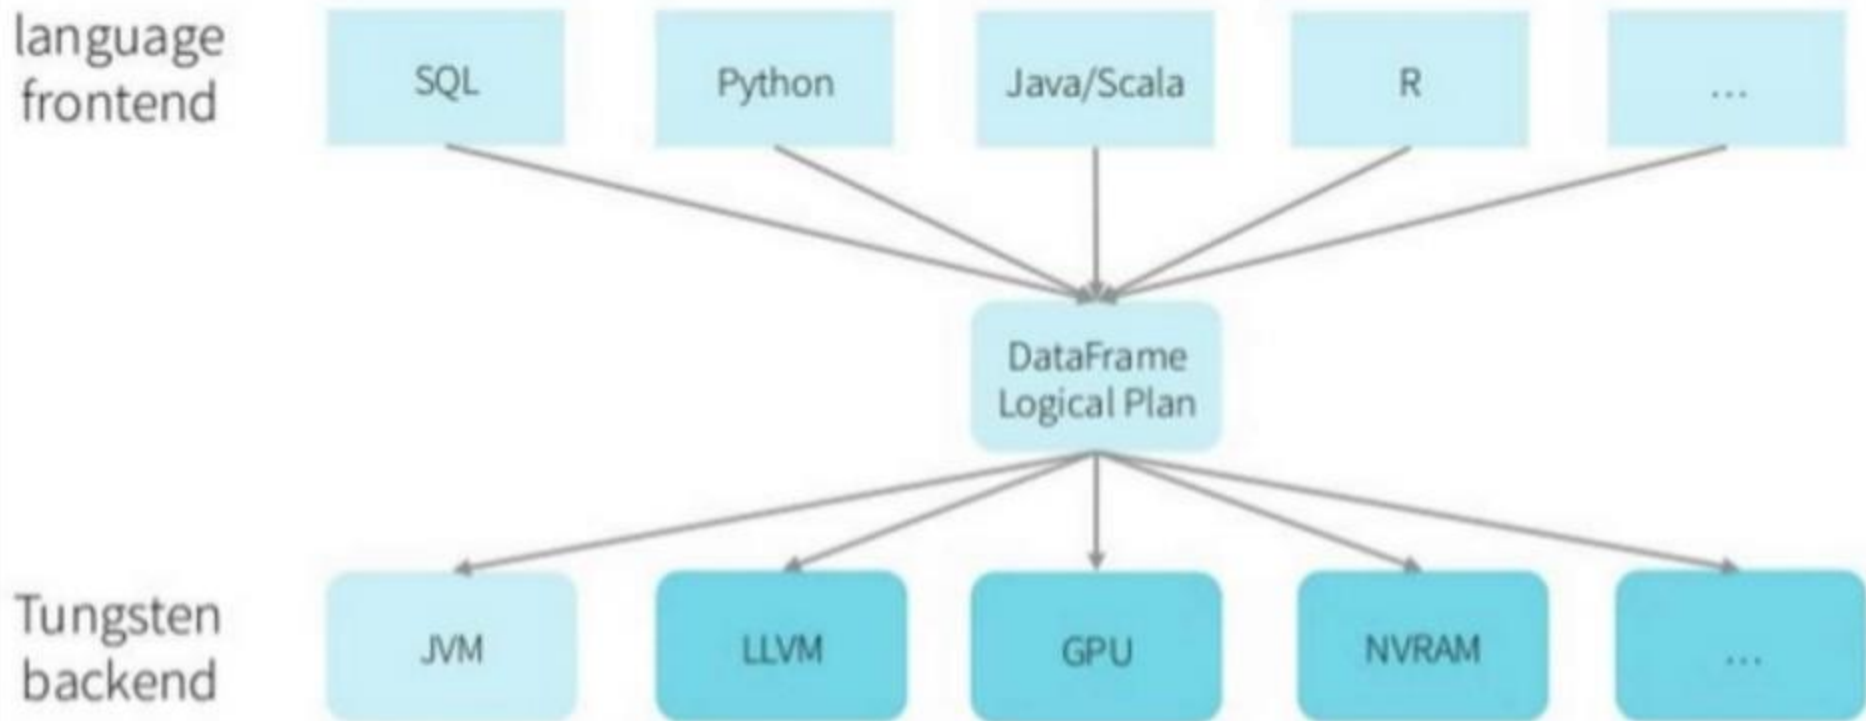 language
frontend
SQL
Python
Java/Scala
R
...
DataFrame
Logical Plan
Tungsten
backend
JVM
LLVM
GPU
NVRAM
...